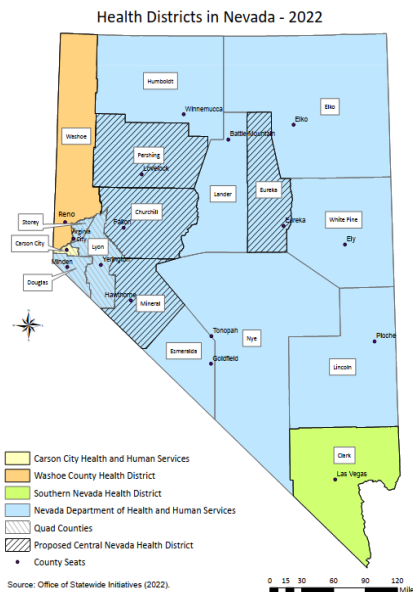 Health Districts in Nevada - 2022
Humboldt
Elko
Winnemucca
Elko
Washoe
Battle Mountain
Pershing
Lovelock
Lander
Eureka
White Pine
Churchill
Storey
Reno
Virginia City
Fallon
Eureka
Carson City
Lyon
Ely
Minden
Yerington
Douglas
Hawthorne
Mineral
Tonopah
Nye
Pioche
Esmeralda
Goldfield
Lincoln
Clark
Las Vegas
Carson City Health and Human Services
Washoe County Health District
Southern Nevada Health District
Nevada Department of Health and Human Services
Quad Counties
Proposed Central Nevada Health District
County Seats
Source: Office of Statewide Initiatives (2022).
0 15 30 60 90 120
Miles